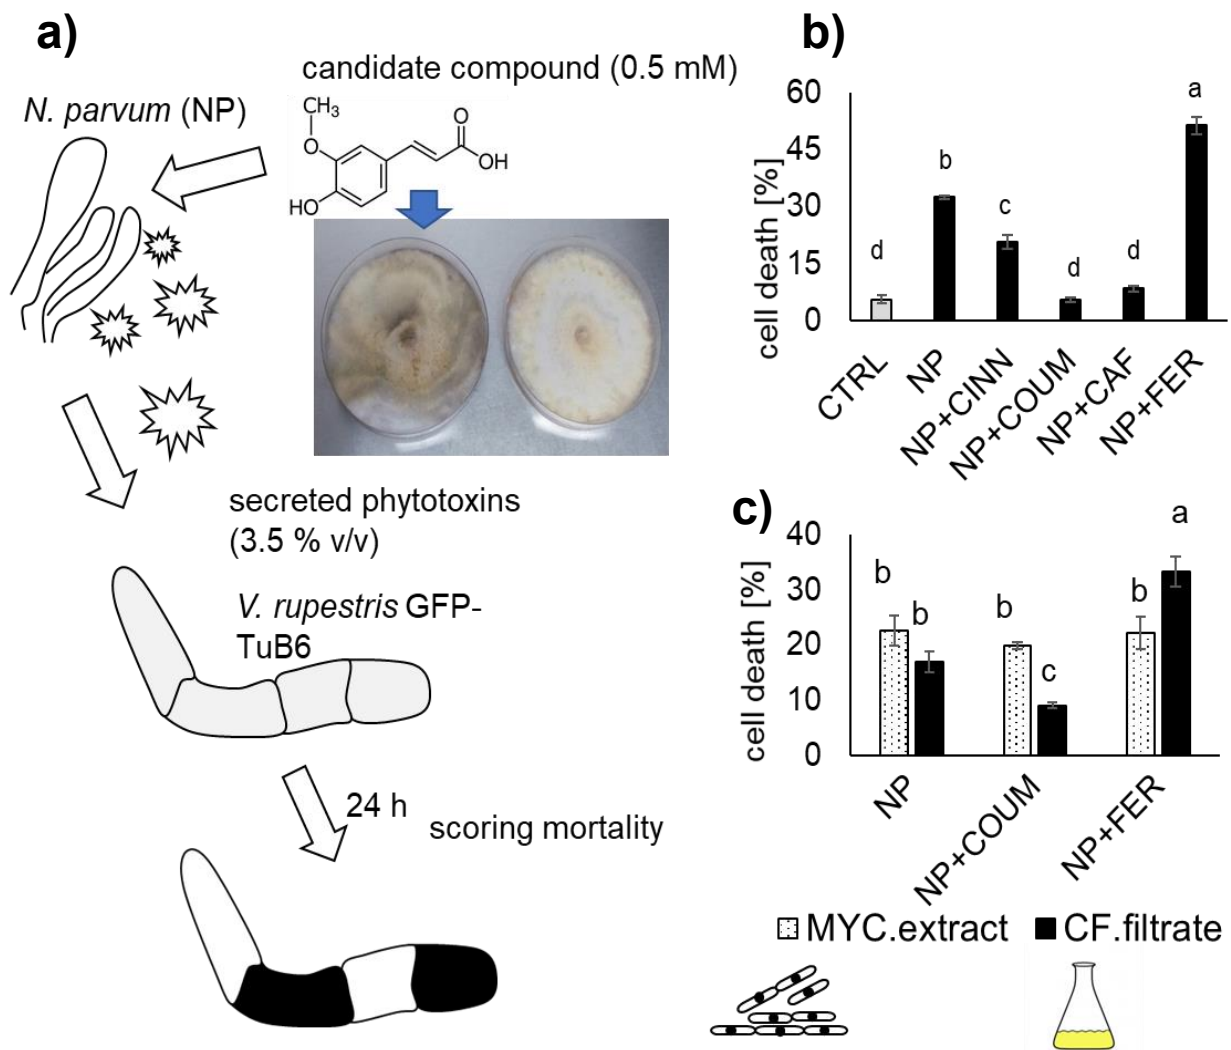 a)
candidate compound (0.5 mM)
N. parvum (NP)
CH3
O
O
OH
HO
secreted phytotoxins
(3.5 % v/v)
V. rupestris GFP-
TuB6
24 h
scoring mortality
b)
cell death [%]
60
45
30
15
0
d
b
c
d
d
a
CTRL
NP
NP+CINN
NP+COUM
NP+CAF
NP+FER
c)
cell death [%]
40
30
20
10
0
b
b
b
c
b
a
NP
NP+COUM
NP+FER
MYC.extract
CF.filtrate